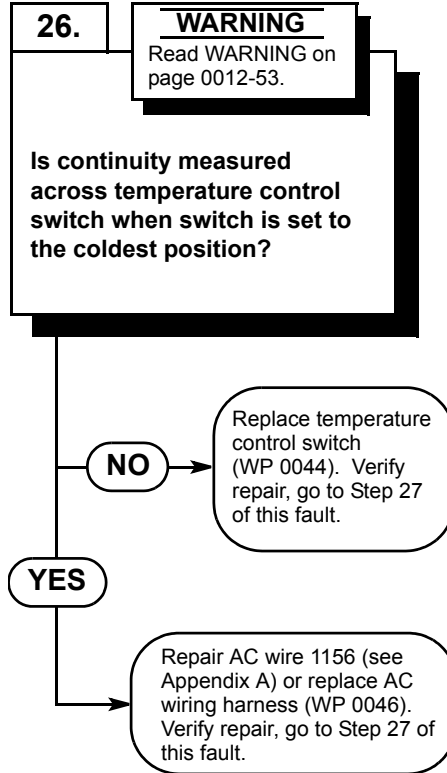 26.
WARNING
Read WARNING on
page 0012-53.
Is continuity measured
across temperature control
switch when switch is set to
the coldest position?
NO
Replace temperature
control switch
(WP 0044).  Verify
repair, go to Step 27
of this fault.
YES
Repair AC wire 1156 (see
Appendix A) or replace AC
wiring harness (WP 0046).
Verify repair, go to Step 27 of
this fault.